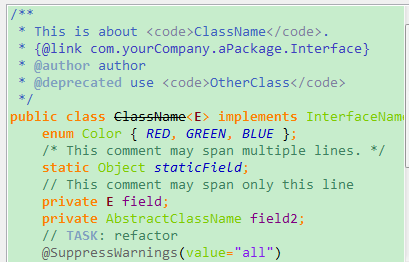 /**
 * This is about <code>ClassName</code>.
 * {@link com.yourCompany.aPackage.Interface}
 * @author author
 * @deprecated use <code>OtherClass</code>
 */
public class ClassName<E> implements InterfaceName
    enum Color { RED, GREEN, BLUE };
    /* This comment may span multiple lines. */
    static Object staticField;
    // This comment may span only this line
    private E field;
    private AbstractClassName field2;
    // TASK: refactor
    @SuppressWarnings(value="all")